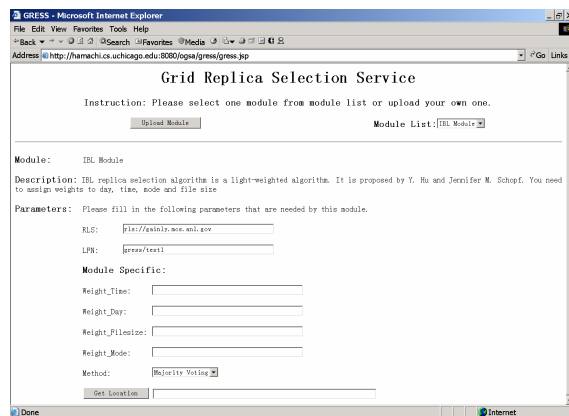 GRESS - Microsoft Internet Explorer
File Edit View Favorites Tools Help
Back Search Favorites Media
Address http://hamachi.cs.uchicago.edu:8080/ogsa/gress/gress.jsp Go Links
Grid Replica Selection Service
Instruction: Please select one module from module list or upload your own one.
Upload Module Module List: IBL Module
Module: IBL Module
Description: IBL replica selection algorithm is a light-weighted algorithm. It is proposed by Y. Hu and Jennifer M. Schopf. You need
to assign weights to day, time, mode and file size
Parameters: Please fill in the following parameters that are needed by this module.
RLS: rls://gainly.mcs.anl.gov
LFN: gress/test1
Module Specific:
Weight_Time:
Weight_Day:
Weight_Filesize:
Weight_Mode:
Method: Majority Voting
Get Location
Done Internet